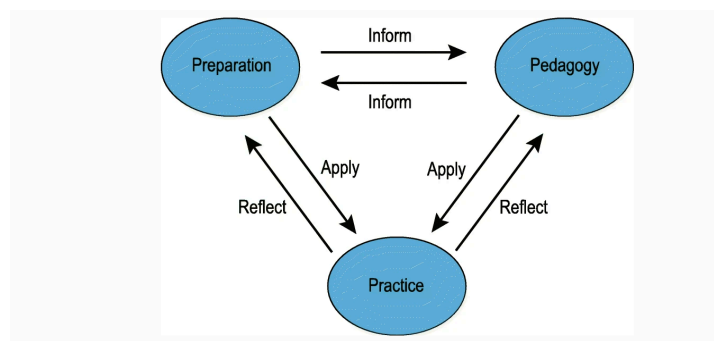 Inform
Preparation
Pedagogy
Inform
Apply
Apply
Reflect
Reflect
Practice